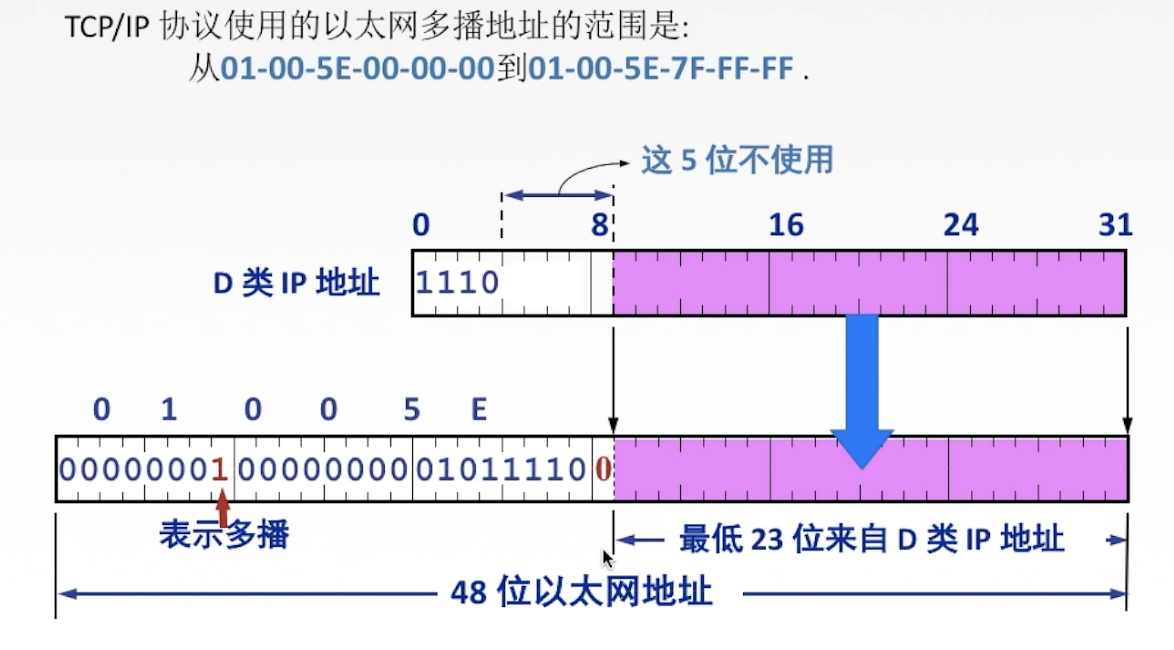 TCP/IP 协议使用的以太网多播地址的范围是:
从01-00-5E-00-00-00到01-00-5E-7F-FF-FF .
这 5 位不使用
0 8 16 24 31
D 类 IP 地址
1110
0 1 0 0 5 E
00000001 00000000 01011110 0
表示多播
最低 23 位来自 D 类 IP 地址
48 位以太网地址